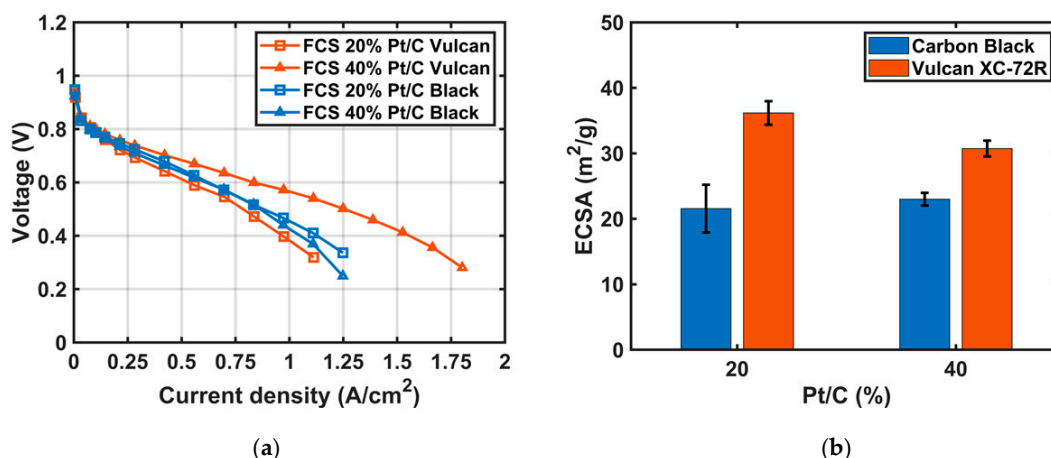 FCS 20% Pt/C Vulcan
FCS 40% Pt/C Vulcan
FCS 20% Pt/C Black
FCS 40% Pt/C Black
Voltage (V)
1.2
1
0.8
0.6
0.4
0.2
0
0 0.25 0.5 0.75 1 1.25 1.5 1.75 2
Current density (A/cm²)
(a)
Carbon Black
Vulcan XC-72R
ECSA (m²/g)
50
40
30
20
10
0
20 40
Pt/C (%)
(b)